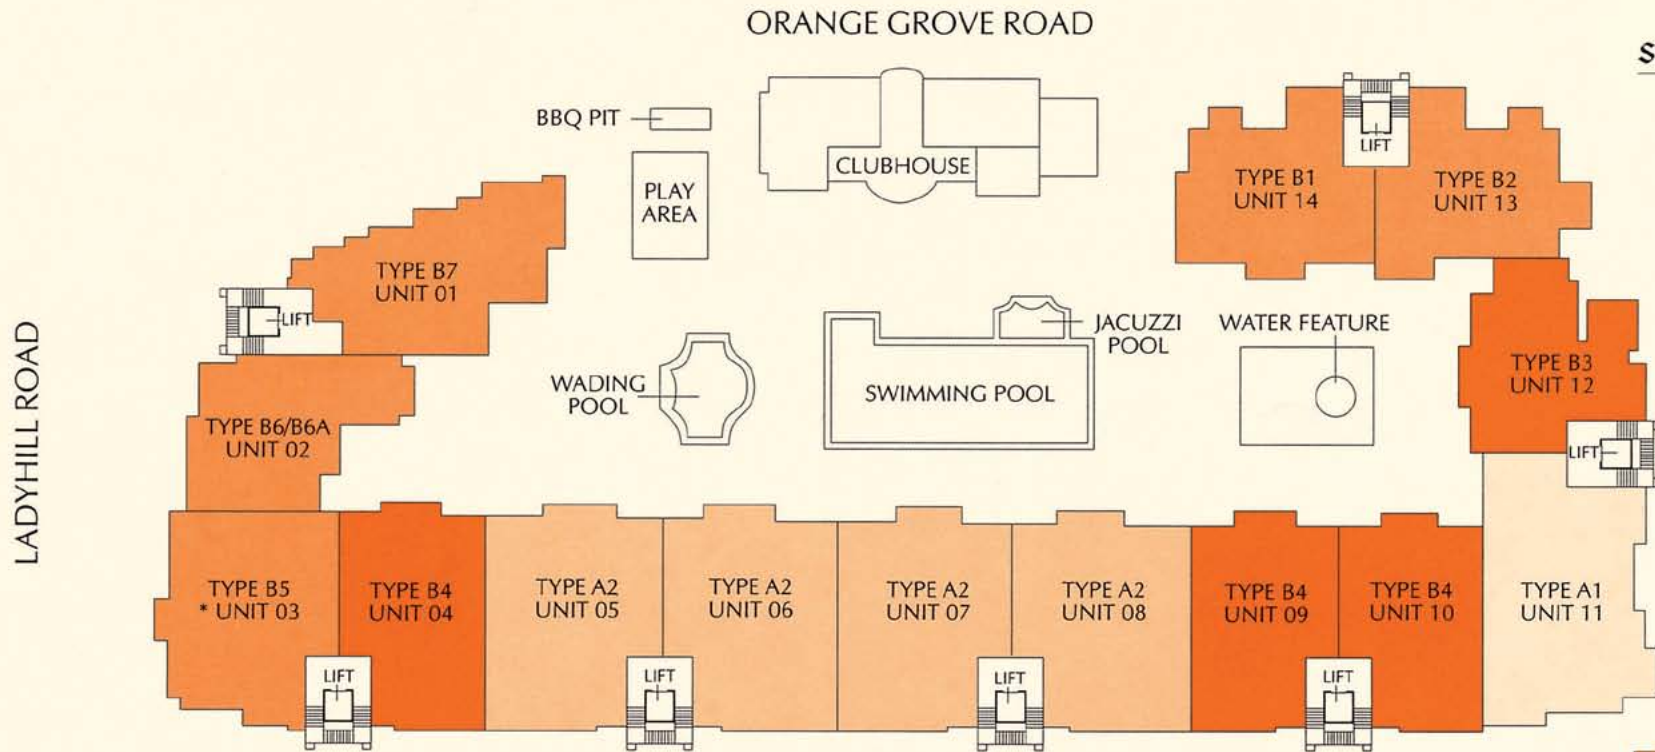 ORANGE GROVE ROAD
S
BBQ PIT
CLUBHOUSE
LIFT
PLAY
AREA
TYPE B1
UNIT 14
TYPE B2
UNIT 13
TYPE B7
UNIT 01
LIFT
LADYHILL ROAD
JACUZZI
POOL
WATER FEATURE
WADING
POOL
SWIMMING POOL
TYPE B3
UNIT 12
TYPE B6/B6A
UNIT 02
LIFT
TYPE B5
* UNIT 03
TYPE B4
UNIT 04
TYPE A2
UNIT 05
TYPE A2
UNIT 06
TYPE A2
UNIT 07
TYPE A2
UNIT 08
TYPE B4
UNIT 09
TYPE B4
UNIT 10
TYPE A1
UNIT 11
LIFT
LIFT
LIFT
LIFT